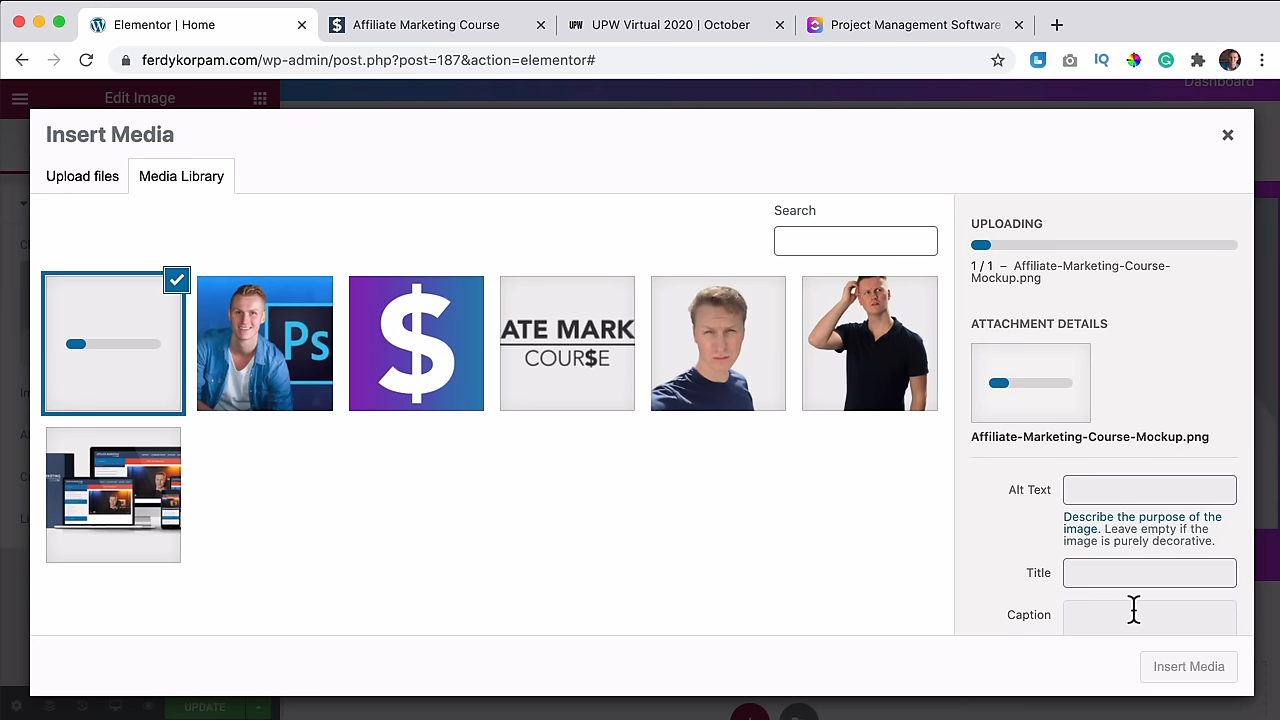 Elementor | Home
Affiliate Marketing Course
UPW UPW Virtual 2020 | October
Project Management Software
ferdykorpam.com/wp-admin/post.php?post=187&action=elementor#
IQ
Edit Image
Dashboard
Insert Media
Upload files
Media Library
Search
Ps
$
ATE MARK
COUR$E
UPLOADING
1 / 1 – Affiliate-Marketing-Course-
Mockup.png
ATTACHMENT DETAILS
Affiliate-Marketing-Course-Mockup.png
Alt Text
Describe the purpose of the
image. Leave empty if the
image is purely decorative.
Title
Caption
Insert Media
UPDATE